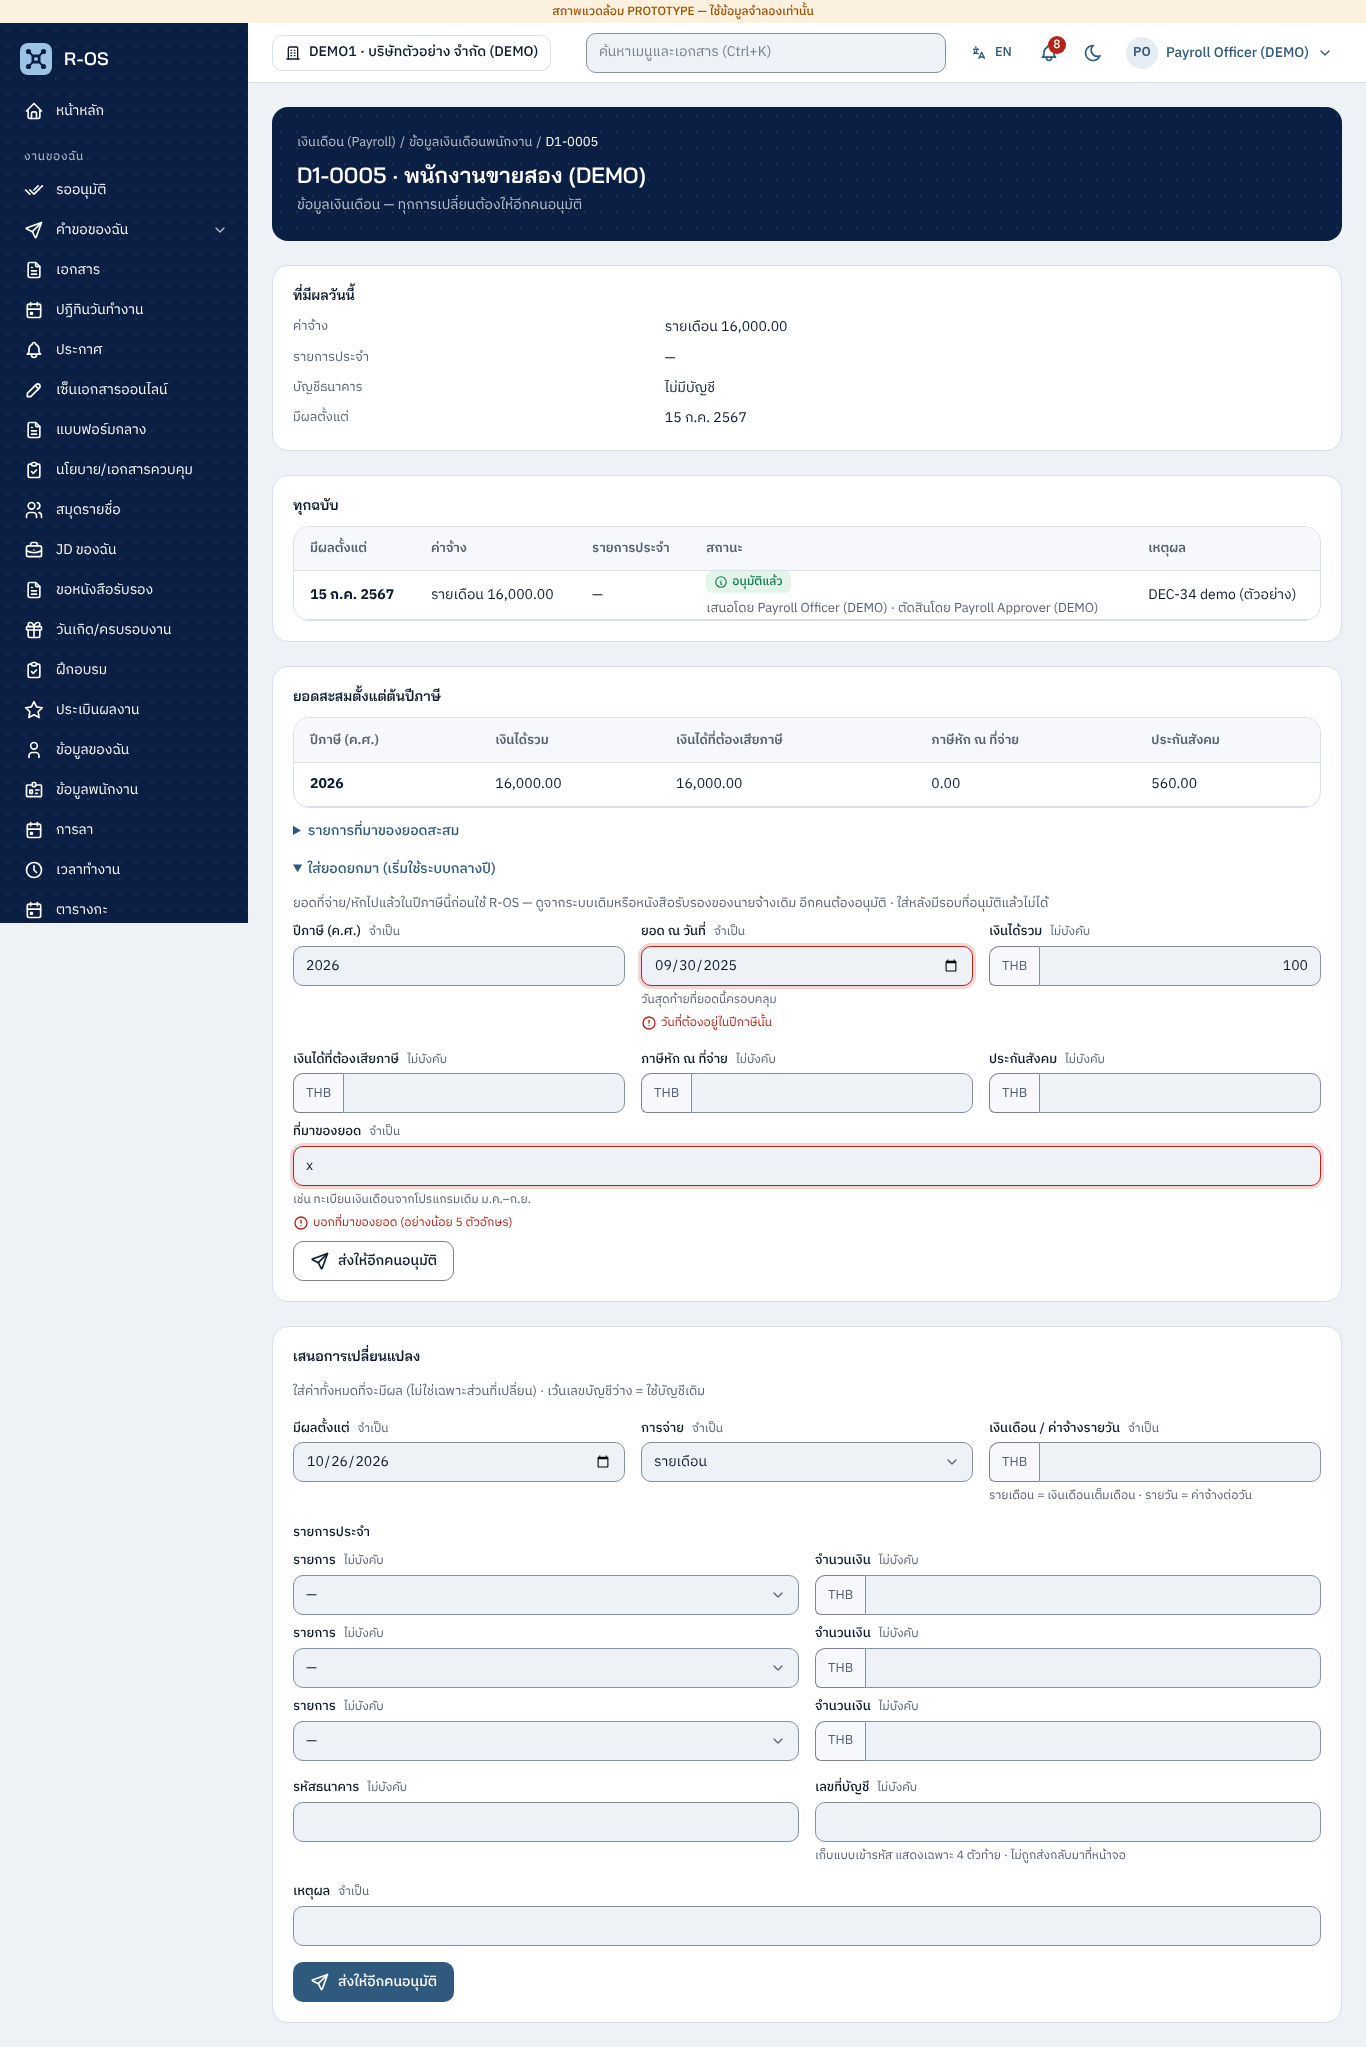 สภาพแวดล้อม PROTOTYPE — ใช้ข้อมูลจำลองเท่านั้น
R-OS
DEMO1 · บริษัทตัวอย่าง จำกัด (DEMO)
ค้นหาเมนูและเอกสาร (Ctrl+K)
EN
8
PO
Payroll Officer (DEMO)
หน้าหลัก
งานของฉัน
รออนุมัติ
คำขอของฉัน
เอกสาร
ปฏิทินวันทำงาน
ประกาศ
เซ็นเอกสารออนไลน์
แบบฟอร์มกลาง
นโยบาย/เอกสารควบคุม
สมุดรายชื่อ
JD ของฉัน
ขอหนังสือรับรอง
วันเกิด/ครบรอบงาน
ฝึกอบรม
ประเมินผลงาน
ข้อมูลของฉัน
ข้อมูลพนักงาน
การลา
เวลาทำงาน
ตารางกะ
เงินเดือน (Payroll) / ข้อมูลเงินเดือนพนักงาน / D1-0005
D1-0005 · พนักงานขายสอง (DEMO)
ข้อมูลเงินเดือน — ทุกการเปลี่ยนต้องให้อีกคนอนุมัติ
ที่มีผลวันนี้
ค่าจ้าง รายเดือน 16,000.00
รายการประจำ —
บัญชีธนาคาร ไม่มีบัญชี
มีผลตั้งแต่ 15 ก.ค. 2567
ทุกฉบับ
มีผลตั้งแต่ ค่าจ้าง รายการประจำ สถานะ เหตุผล
15 ก.ค. 2567 รายเดือน 16,000.00 — อนุมัติแล้ว DEC-34 demo (ตัวอย่าง)
เสนอโดย Payroll Officer (DEMO) · ตัดสินโดย Payroll Approver (DEMO)
ยอดสะสมตั้งแต่ต้นปีภาษี
ปีภาษี (ค.ศ.) เงินได้รวม เงินได้ที่ต้องเสียภาษี ภาษีหัก ณ ที่จ่าย ประกันสังคม
2026 16,000.00 16,000.00 0.00 560.00
รายการที่มาของยอดสะสม
ใส่ยอดยกมา (เริ่มใช้ระบบกลางปี)
ยอดที่จ่าย/หักไปแล้วในปีภาษีนี้ก่อนใช้ R-OS — ดูจากระบบเดิมหรือหนังสือรับรองของนายจ้างเดิม อีกคนต้องอนุมัติ · ใส่หลังมีรอบที่อนุมัติแล้วไม่ได้
ปีภาษี (ค.ศ.) จำเป็น ยอด ณ วันที่ จำเป็น เงินได้รวม ไม่บังคับ
2026 09/30/2025 THB 100
วันสุดท้ายที่ยอดนี้ครอบคลุม
วันที่ต้องอยู่ในปีภาษีนั้น
เงินได้ที่ต้องเสียภาษี ไม่บังคับ ภาษีหัก ณ ที่จ่าย ไม่บังคับ ประกันสังคม ไม่บังคับ
THB THB THB
ที่มาของยอด จำเป็น
x
เช่น ทะเบียนเงินเดือนจากโปรแกรมเดิม ม.ค.–ก.ย.
บอกที่มาของยอด (อย่างน้อย 5 ตัวอักษร)
ส่งให้อีกคนอนุมัติ
เสนอการเปลี่ยนแปลง
ใส่ค่าทั้งหมดที่จะมีผล (ไม่ใช่เฉพาะส่วนที่เปลี่ยน) · เว้นเลขบัญชีว่าง = ใช้บัญชีเดิม
มีผลตั้งแต่ จำเป็น การจ่าย จำเป็น เงินเดือน / ค่าจ้างรายวัน จำเป็น
10/26/2026 รายเดือน THB
รายเดือน = เงินเดือนเต็มเดือน · รายวัน = ค่าจ้างต่อวัน
รายการประจำ
รายการ ไม่บังคับ จำนวนเงิน ไม่บังคับ
— THB
รายการ ไม่บังคับ จำนวนเงิน ไม่บังคับ
— THB
รายการ ไม่บังคับ จำนวนเงิน ไม่บังคับ
— THB
รหัสธนาคาร ไม่บังคับ เลขที่บัญชี ไม่บังคับ
เก็บแบบเข้ารหัส แสดงเฉพาะ 4 ตัวท้าย · ไม่ถูกส่งกลับมาที่หน้าจอ
เหตุผล จำเป็น
ส่งให้อีกคนอนุมัติ